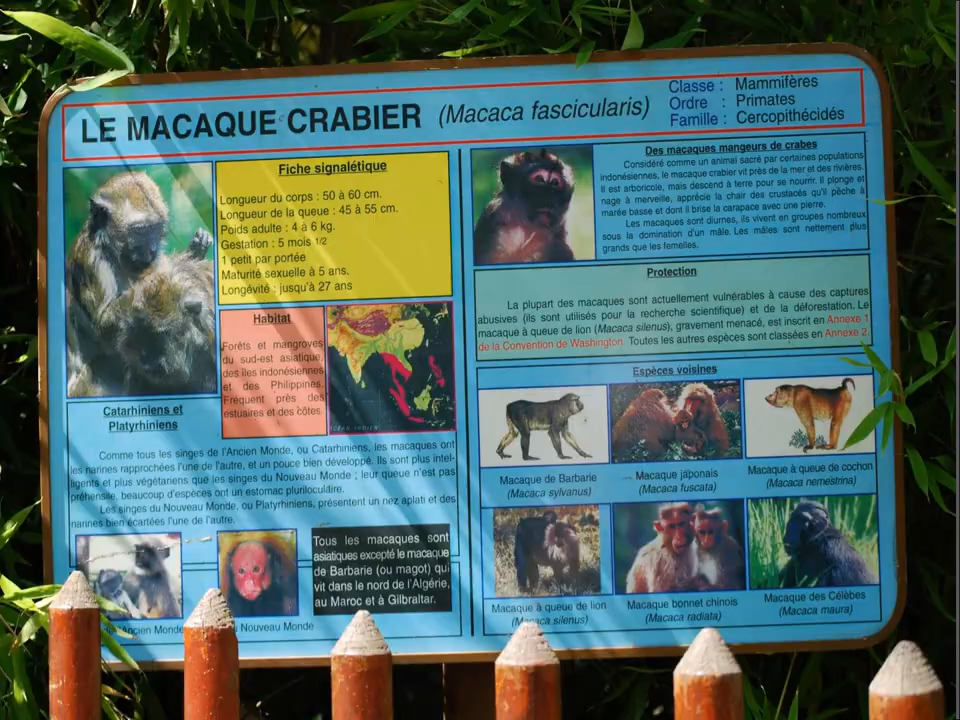 LE MACAQUE CRABIER (Macaca fascicularis)
Classe : Mammifères
Ordre : Primates
Famille : Cercopithécidés
Fiche signalétique
Longueur du corps : 50 à 60 cm.
Longueur de la queue : 45 à 55 cm.
Poids adulte : 4 à 6 kg.
Gestation : 5 mois 1/2
1 petit par portée
Maturité sexuelle à 5 ans.
Longévité : jusqu'à 27 ans
Habitat
Forêts et mangroves
du sud-est asiatique,
des îles indonésiennes
et des Philippines.
Fréquent près des
estuaires et des côtes.
Catarhiniens et
Platyrhiniens
Comme tous les singes de l'Ancien Monde, ou Catarhiniens, les macaques ont
les narines rapprochées l'une de l'autre, et un pouce bien développé. Ils sont plus intel-
ligents et plus végétariens que les singes du Nouveau Monde ; leur queue n'est pas
préhensile, beaucoup d'espèces ont un estomac pluriloculaire.
Les singes du Nouveau Monde, ou Platyrhiniens, présentent un nez aplati et des
narines bien écartées l'une de l'autre.
Ancien Monde
Nouveau Monde
Tous les macaques sont
asiatiques excepté le macaque
de Barbarie (ou magot) qui
vit dans le nord de l'Algérie,
au Maroc et à Gilbraltar.
Des macaques mangeurs de crabes
Considéré comme un animal sacré par certaines populations
indonésiennes, le macaque crabier vit près de la mer et des rivières.
Il est arboricole, mais descend à terre pour se nourrir. Il plonge et
nage à merveille, apprécie la chair des crustacés qu'il pêche à
marée basse et dont il brise la carapace avec une pierre.
Les macaques sont diurnes, ils vivent en groupes nombreux
sous la domination d'un mâle. Les mâles sont nettement plus
grands que les femelles.
Protection
La plupart des macaques sont actuellement vulnérables à cause des captures
abusives (ils sont utilisés pour la recherche scientifique) et de la déforestation. Le
macaque à queue de lion (Macaca silenus), gravement menacé, est inscrit en Annexe 1
de la Convention de Washington. Toutes les autres espèces sont classées en Annexe 2.
Espèces voisines
Macaque de Barbarie
(Macaca sylvanus)
Macaque japonais
(Macaca fuscata)
Macaque à queue de cochon
(Macaca nemestrina)
Macaque à queue de lion
(Macaca silenus)
Macaque bonnet chinois
(Macaca radiata)
Macaque des Célèbes
(Macaca maura)